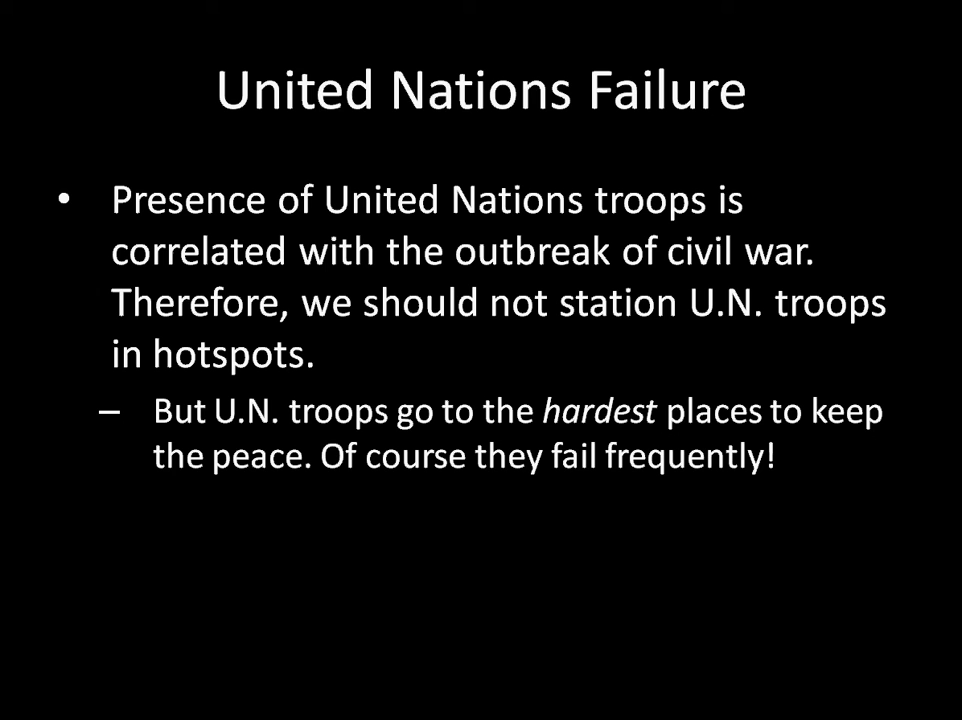 United Nations Failure
• Presence of United Nations troops is
correlated with the outbreak of civil war.
Therefore, we should not station U.N. troops
in hotspots.
– But U.N. troops go to the hardest places to keep
the peace. Of course they fail frequently!